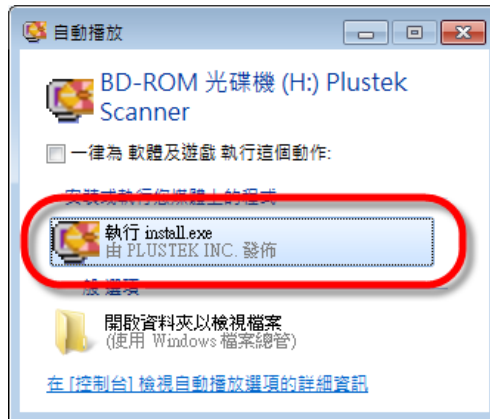 自動播放
BD-ROM 光碟機 (H:) Plustek
Scanner
一律為 軟體及遊戲 執行這個動作:
安裝或執行您媒體上的程式
執行 install.exe
由 PLUSTEK INC. 發佈
一般 選項
開啟資料夾以檢視檔案
(使用 Windows 檔案總管)
在 [控制台] 檢視自動播放選項的詳細資訊